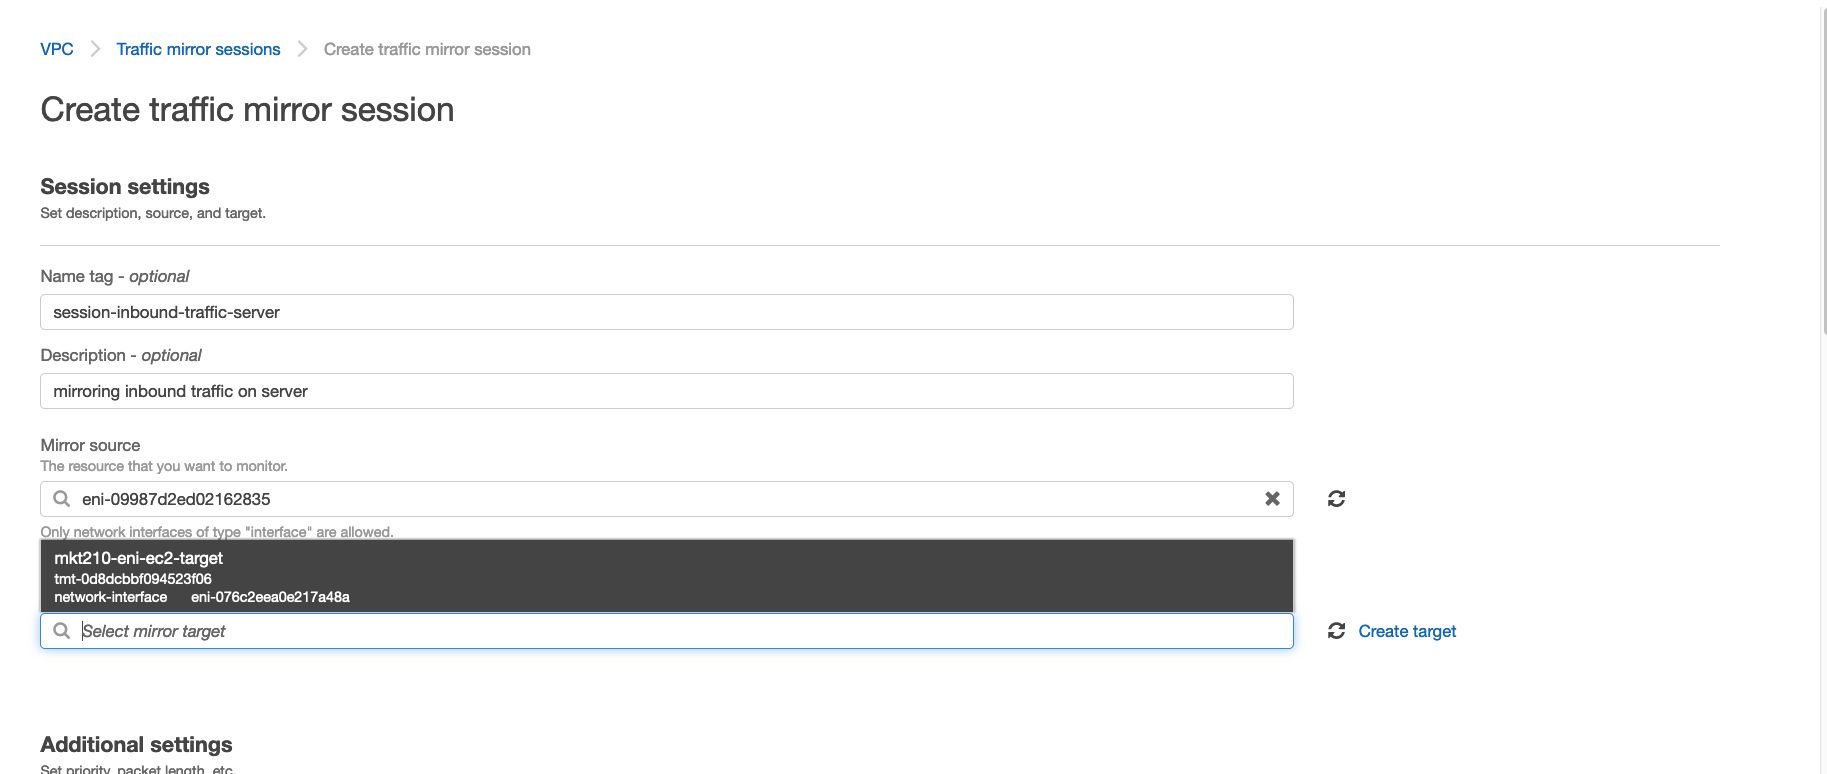 VPC > Traffic mirror sessions > Create traffic mirror session
Create traffic mirror session
Session settings
Set description, source, and target.
Name tag - optional
session-inbound-traffic-server
Description - optional
mirroring inbound traffic on server
Mirror source
The resource that you want to monitor.
eni-09987d2ed02162835
Only network interfaces of type "interface" are allowed.
mkt210-eni-ec2-target
tmt-0d8dcbbf094523f06
network-interface eni-076c2eea0e217a48a
Select mirror target
Create target
Additional settings
Set priority, packet length, etc.